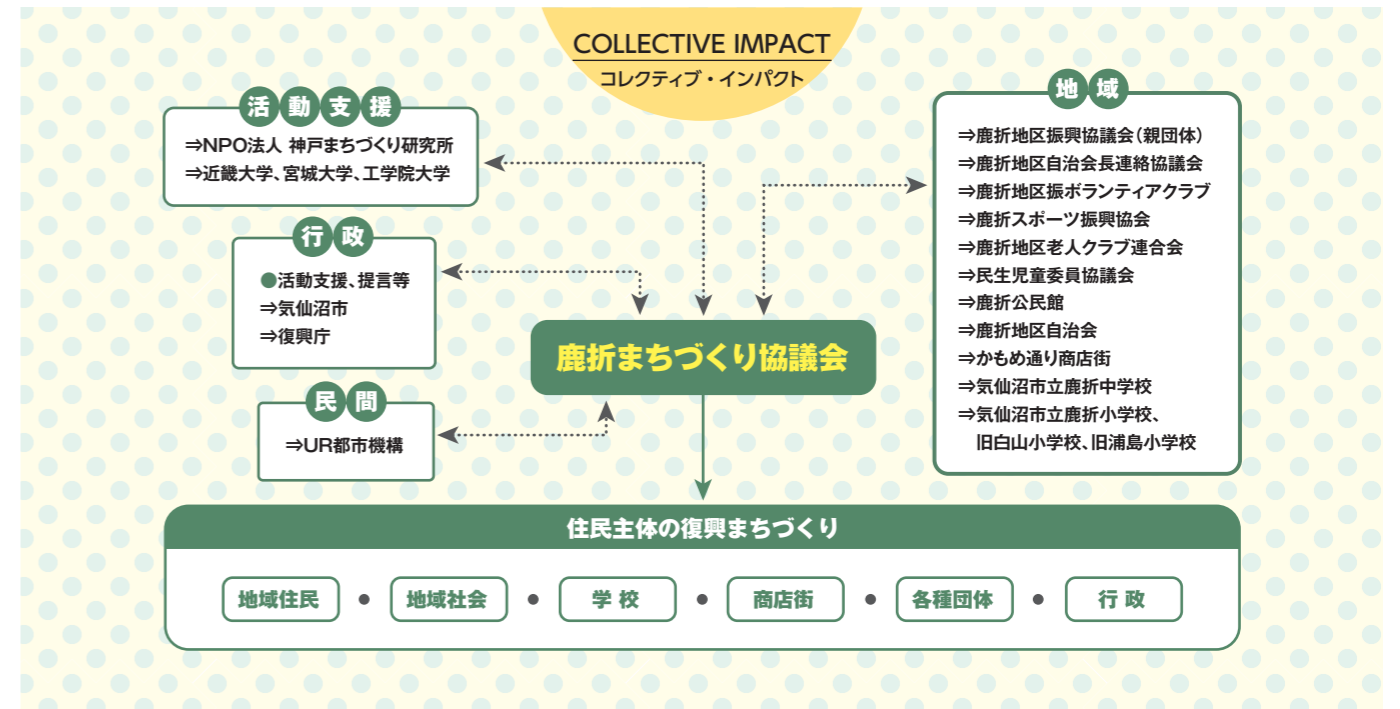 COLLECTIVE IMPACT
コレクティブ・インパクト
活動支援
⇒NPO法人 神戸まちづくり研究所
⇒近畿大学、宮城大学、工学院大学
行政
●活動支援、提言等
⇒気仙沼市
⇒復興庁
民間
⇒UR都市機構
地域
⇒鹿折地区振興協議会(親団体)
⇒鹿折地区自治会長連絡協議会
⇒鹿折地区振ボランティアクラブ
⇒鹿折スポーツ振興協会
⇒鹿折地区老人クラブ連合会
⇒民生児童委員協議会
⇒鹿折公民館
⇒鹿折地区自治会
⇒かもめ通り商店街
⇒気仙沼市立鹿折中学校
⇒気仙沼市立鹿折小学校、
旧白山小学校、旧浦島小学校
鹿折まちづくり協議会
住民主体の復興まちづくり
地域住民 ● 地域社会 ● 学校 ● 商店街 ● 各種団体 ● 行政